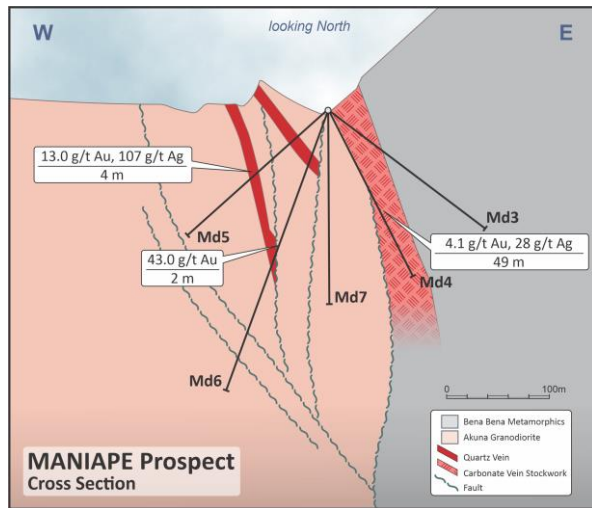 looking North
W
E
13.0 g/t Au, 107 g/t Ag
4 m
Md5
Md3
4.1 g/t Au, 28 g/t Ag
49 m
43.0 g/t Au
2 m
Md4
Md7
Md6
0
100m
Bena Bena Metamorphics
Akuna Granodiorite
Quartz Vein
Carbonate Vein Stockwork
Fault
MANIAPE Prospect
Cross Section